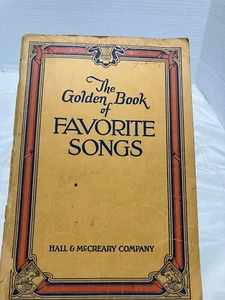 The
Golden Book
of
FAVORITE
SONGS
HALL & McCREARY COMPANY